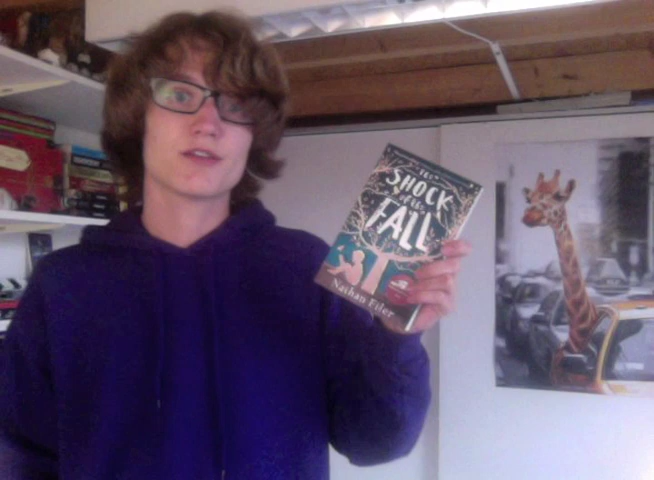 The
SHOCK
of the
FALL
Nathan Filer